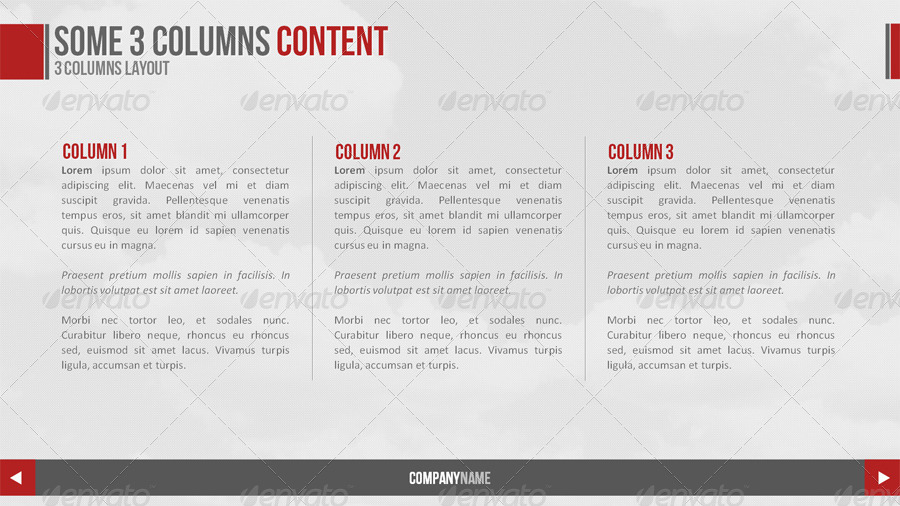 SOME 3 COLUMNS CONTENT
3 COLUMNS LAYOUT
COLUMN 1
Lorem ipsum dolor sit amet, consectetur
adipiscing elit. Maecenas vel mi et diam
suscipit gravida. Pellentesque venenatis
tempus eros, sit amet blandit mi ullamcorper
quis. Quisque eu lorem id sapien venenatis
cursus eu in magna.
Praesent pretium mollis sapien in facilisis. In
lobortis volutpat est sit amet laoreet.
Morbi nec tortor leo, et sodales nunc.
Curabitur libero neque, rhoncus eu rhoncus
sed, euismod sit amet lacus. Vivamus turpis
ligula, accumsan et turpis.
COLUMN 2
Lorem ipsum dolor sit amet, consectetur
adipiscing elit. Maecenas vel mi et diam
suscipit gravida. Pellentesque venenatis
tempus eros, sit amet blandit mi ullamcorper
quis. Quisque eu lorem id sapien venenatis
cursus eu in magna.
Praesent pretium mollis sapien in facilisis. In
lobortis volutpat est sit amet laoreet.
Morbi nec tortor leo, et sodales nunc.
Curabitur libero neque, rhoncus eu rhoncus
sed, euismod sit amet lacus. Vivamus turpis
ligula, accumsan et turpis.
COLUMN 3
Lorem ipsum dolor sit amet, consectetur
adipiscing elit. Maecenas vel mi et diam
suscipit gravida. Pellentesque venenatis
tempus eros, sit amet blandit mi ullamcorper
quis. Quisque eu lorem id sapien venenatis
cursus eu in magna.
Praesent pretium mollis sapien in facilisis. In
lobortis volutpat est sit amet laoreet.
Morbi nec tortor leo, et sodales nunc.
Curabitur libero neque, rhoncus eu rhoncus
sed, euismod sit amet lacus. Vivamus turpis
ligula, accumsan et turpis.
COMPANYNAME
envato envato envato envato envato
envato envato envato envato envato
envato envato envato envato envato